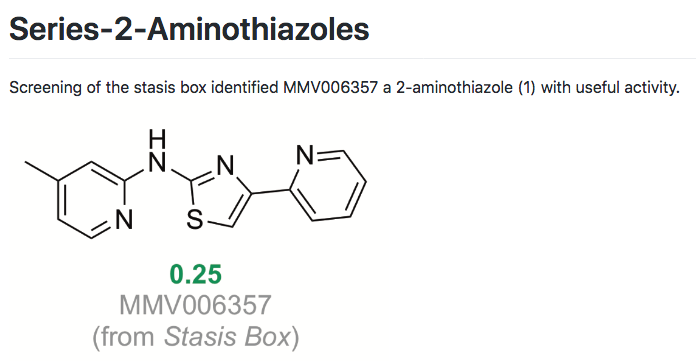 Series-2-Aminothiazoles
Screening of the stasis box identified MMV006357 a 2-aminothiazole (1) with useful activity.
H
N
N
N
N
S
0.25
MMV006357
(from Stasis Box)